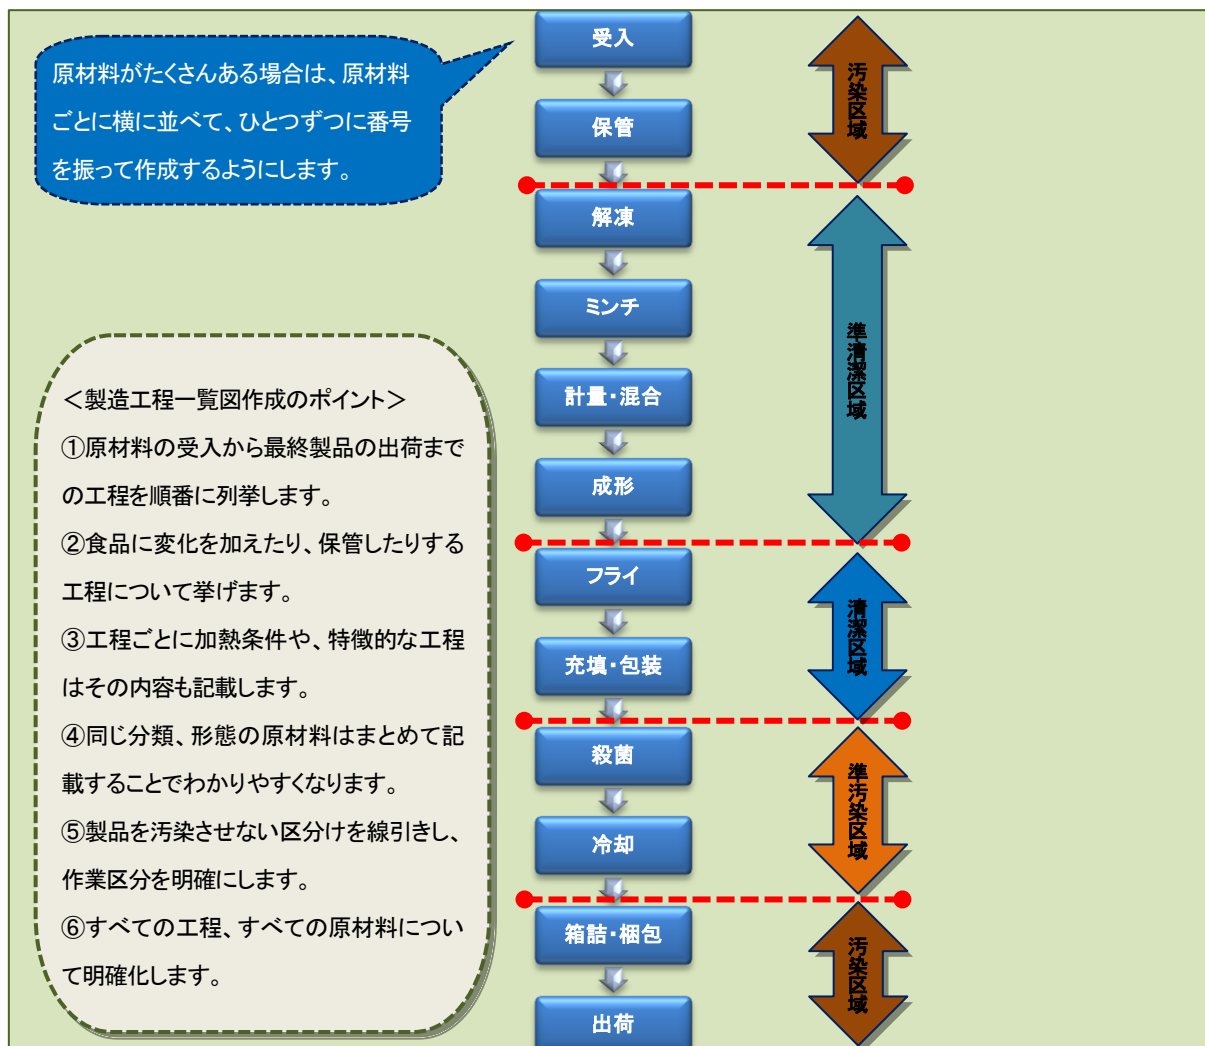 原材料がたくさんある場合は、原材料
ごとに横に並べて、ひとつずつに番号
を振って作成するようにします。
<製造工程一覧図作成のポイント>
①原材料の受入から最終製品の出荷まで
の工程を順番に列挙します。
②食品に変化を加えたり、保管したりする
工程について挙げます。
③工程ごとに加熱条件や、特徴的な工程
はその内容も記載します。
④同じ分類、形態の原材料はまとめて記
載することでわかりやすくなります。
⑤製品を汚染させない区分けを線引きし、
作業区分を明確にします。
⑥すべての工程、すべての原材料につい
て明確化します。
受入
保管
解凍
ミンチ
計量・混合
成形
フライ
充填・包装
殺菌
冷却
箱詰・梱包
出荷
汚染区域
準清潔区域
清潔区域
準汚染区域
汚染区域